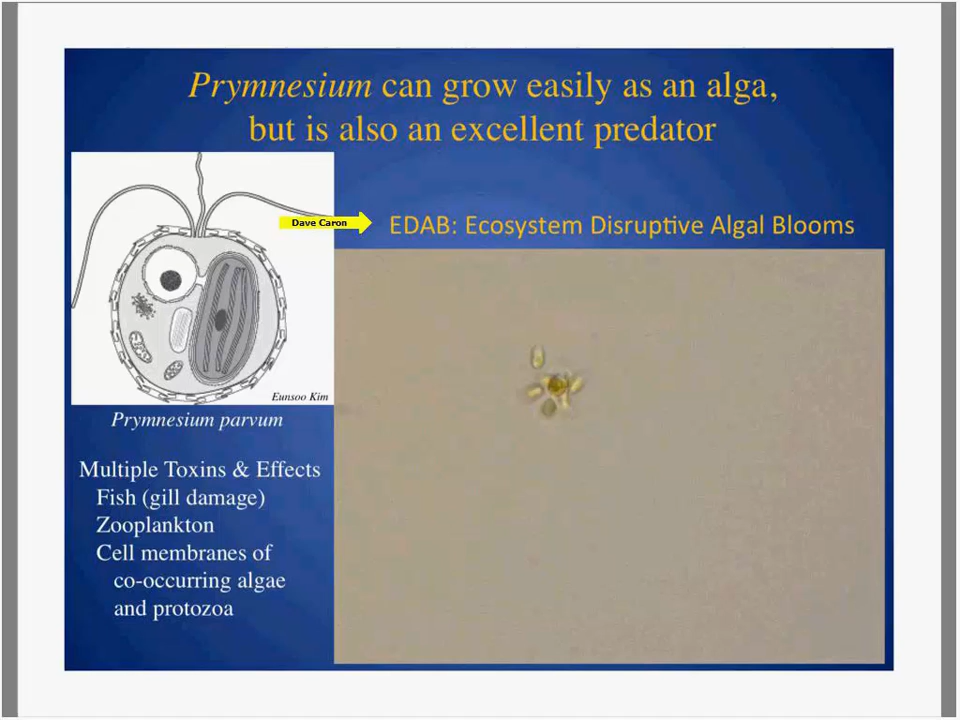 Prymnesium can grow easily as an alga,
but is also an excellent predator
Dave Caron
EDAB: Ecosystem Disruptive Algal Blooms
Eunsoo Kim
Prymnesium parvum
Multiple Toxins & Effects
Fish (gill damage)
Zooplankton
Cell membranes of
co-occurring algae
and protozoa